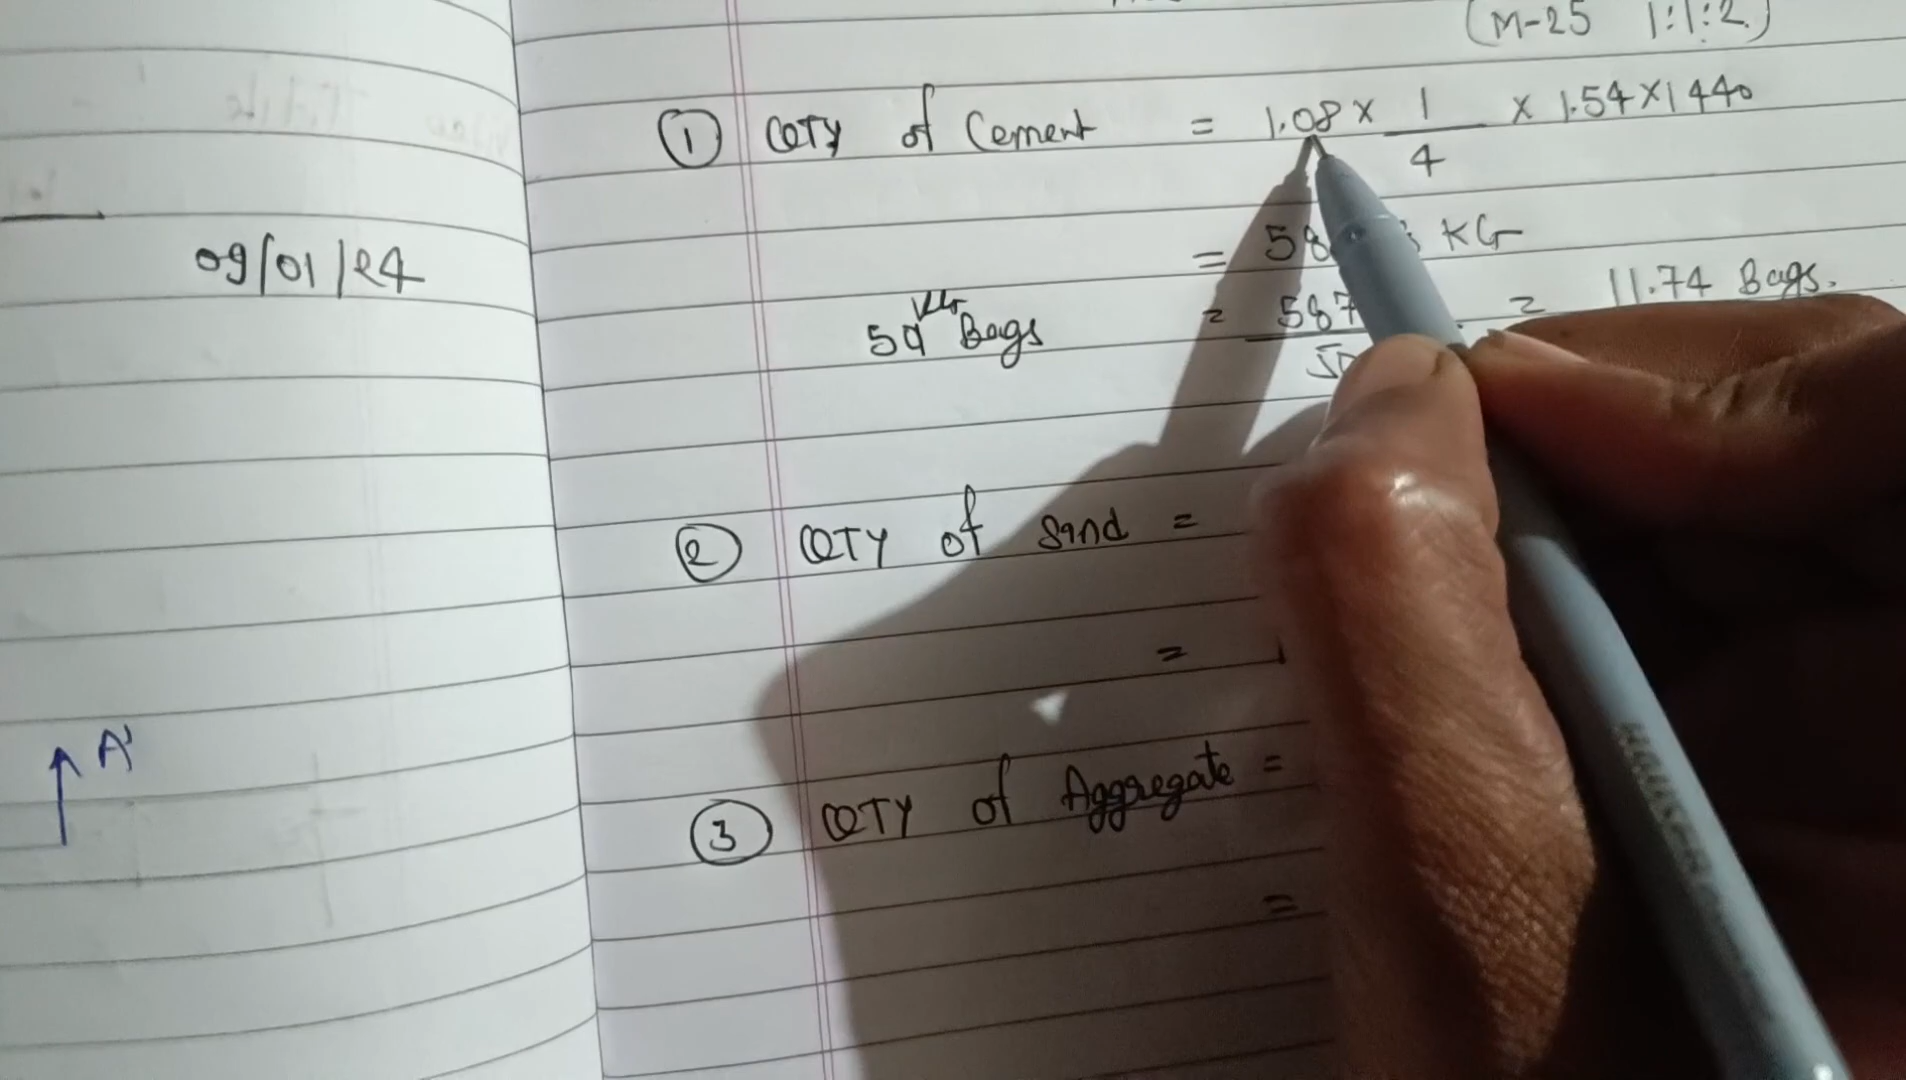 (M-25 1:1:2)
① QTY of Cement = 1.08 × 1/4 × 1.54×1440
= 58 KG
50 KG Bags = 587 / 50 = 11.74 Bags.
② QTY of Sand =
=
③ QTY of Aggregate =
=
09/01/24
A'